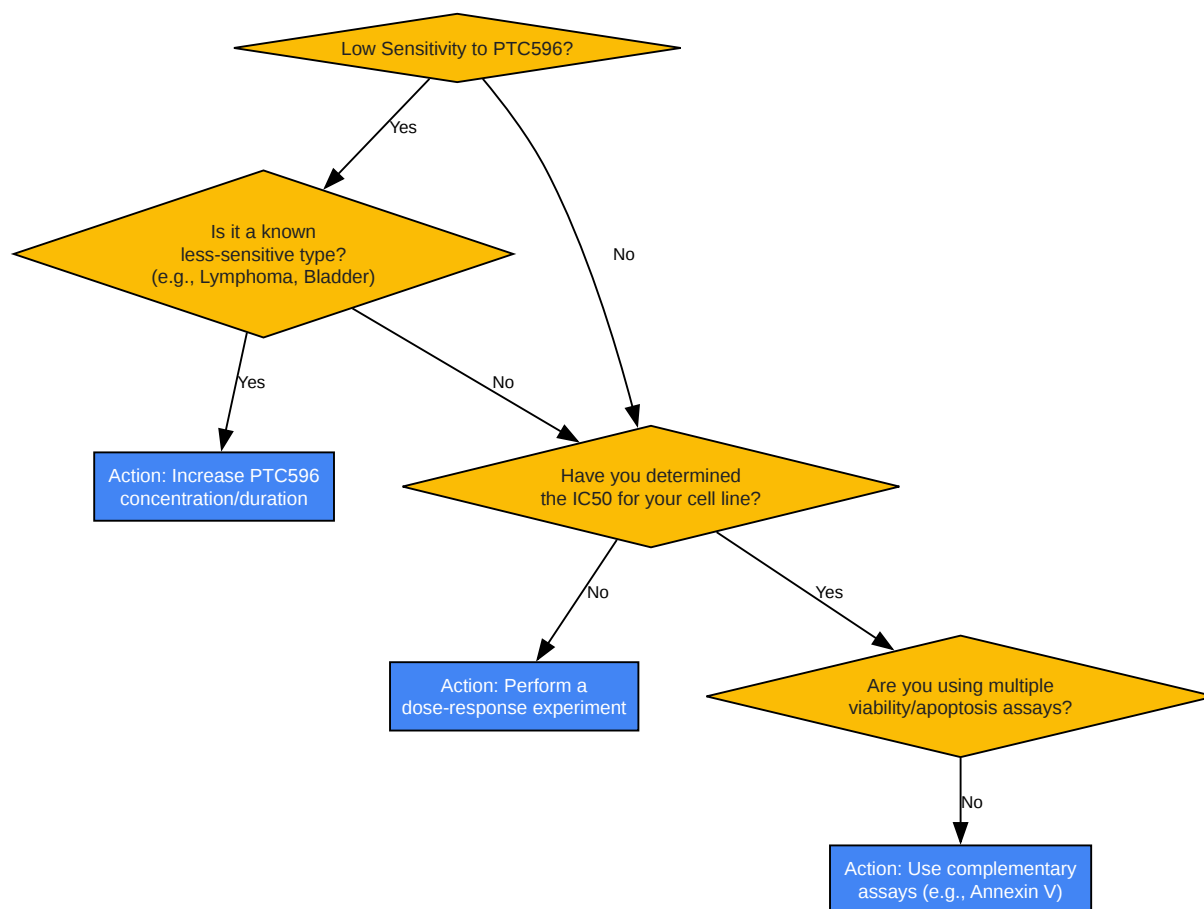 Low Sensitivity to PTC596?
Yes
Is it a known
less-sensitive type?
(e.g., Lymphoma, Bladder)
No
Yes
No
Action: Increase PTC596
concentration/duration
Have you determined
the IC50 for your cell line?
No
Yes
Action: Perform a
dose-response experiment
Are you using multiple
viability/apoptosis assays?
No
Action: Use complementary
assays (e.g., Annexin V)